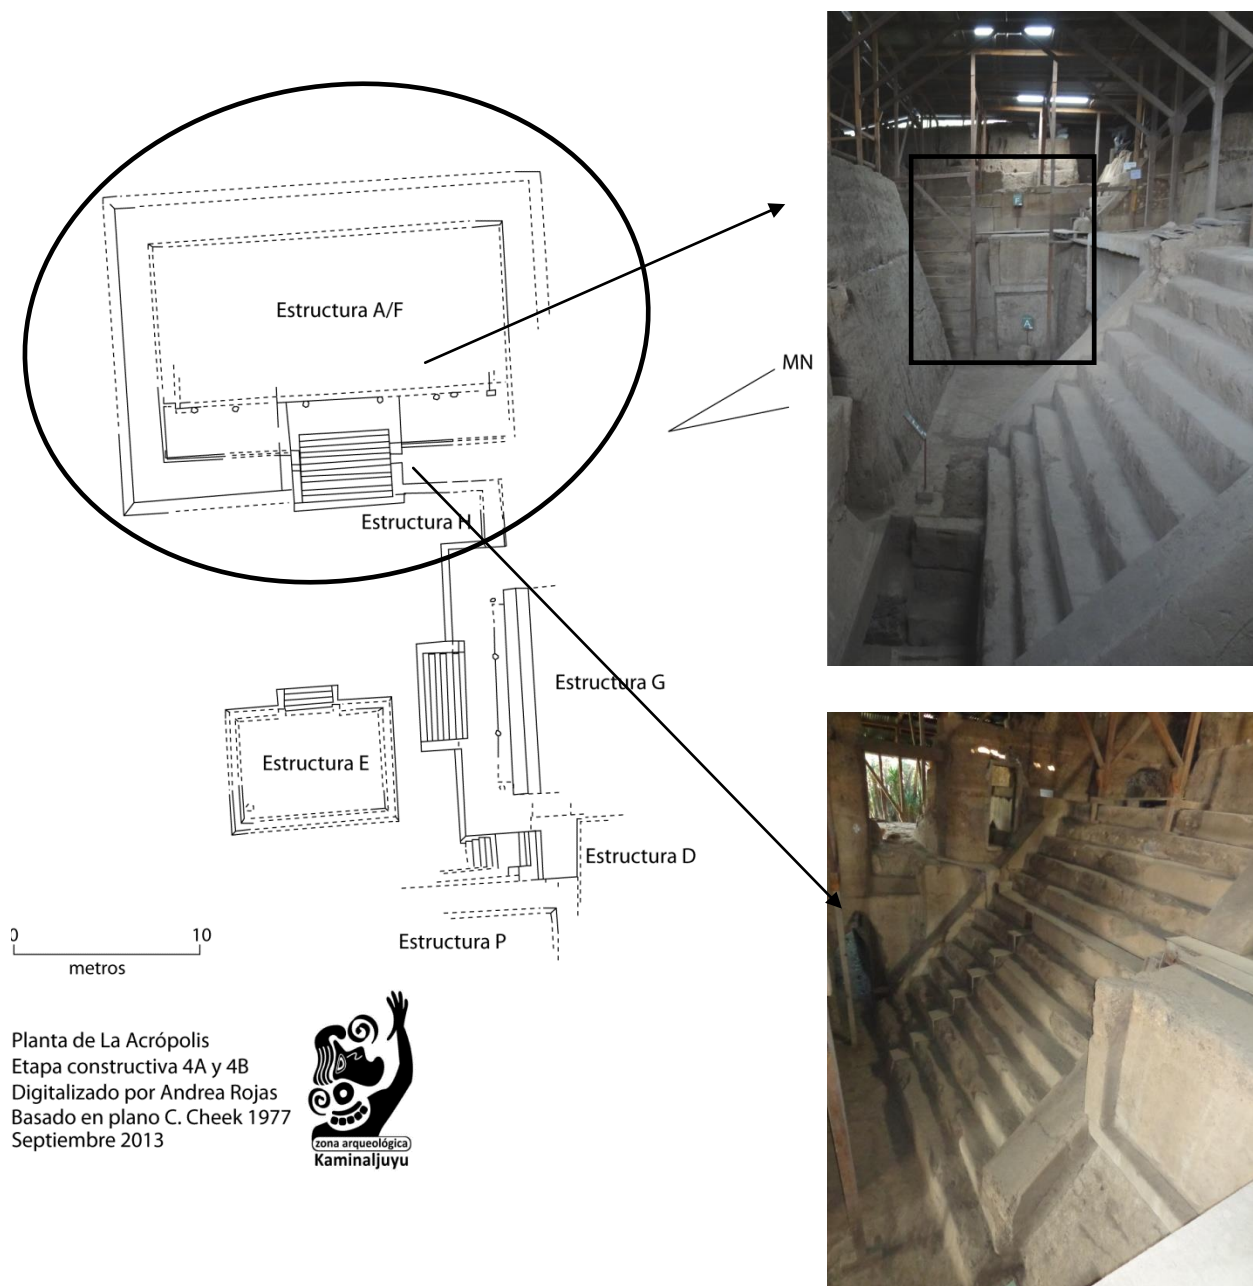 Estructura A/F
MN
Estructura H
Estructura G
Estructura E
Estructura D
Estructura P
0 10
metros
Planta de La Acrópolis
Etapa constructiva 4A y 4B
Digitalizado por Andrea Rojas
Basado en plano C. Cheek 1977
Septiembre 2013
zona arqueológica
Kaminaljuyu
A